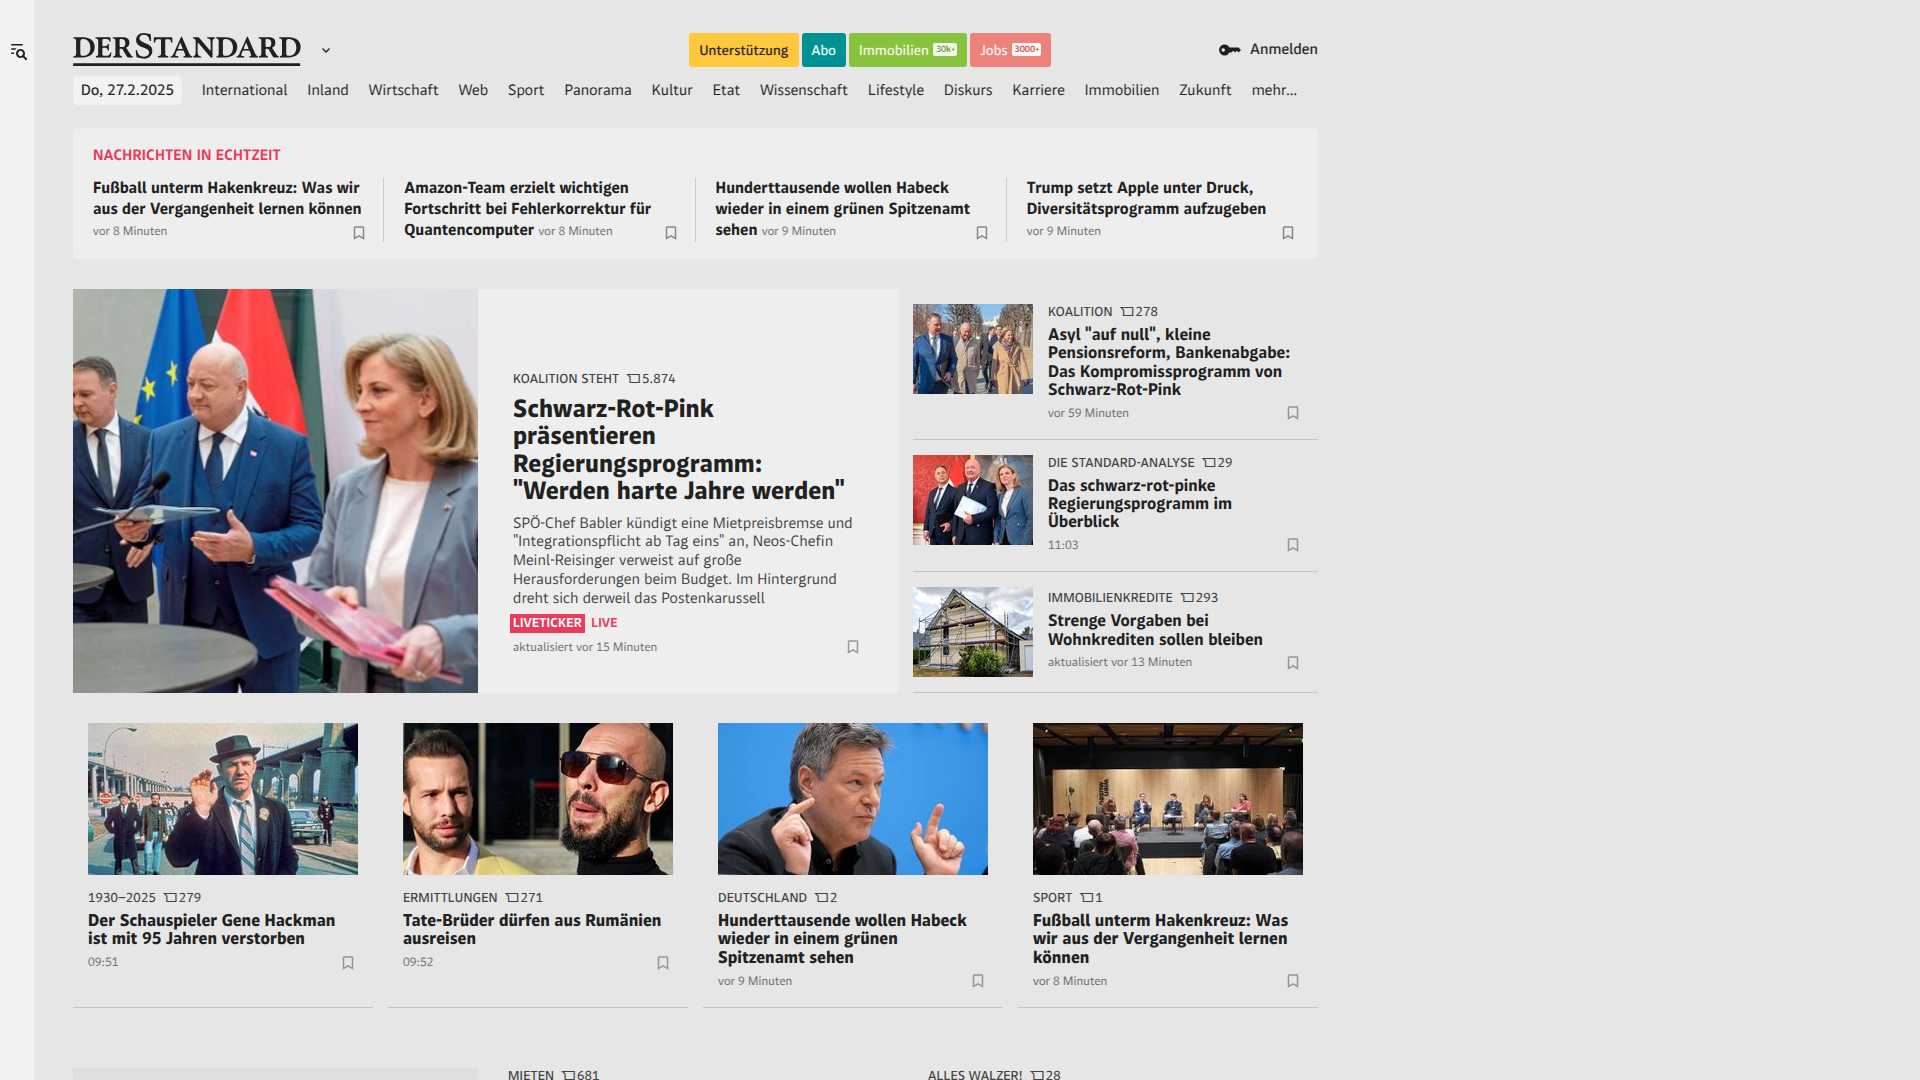 DERSTANDARD
Unterstützung
Abo
Immobilien 30k+
Jobs 3000+
Anmelden
Do, 27.2.2025
International
Inland
Wirtschaft
Web
Sport
Panorama
Kultur
Etat
Wissenschaft
Lifestyle
Diskurs
Karriere
Immobilien
Zukunft
mehr...
NACHRICHTEN IN ECHTZEIT
Fußball unterm Hakenkreuz: Was wir
aus der Vergangenheit lernen können
vor 8 Minuten
Amazon-Team erzielt wichtigen
Fortschritt bei Fehlerkorrektur für
Quantencomputer vor 8 Minuten
Hunderttausende wollen Habeck
wieder in einem grünen Spitzenamt
sehen vor 9 Minuten
Trump setzt Apple unter Druck,
Diversitätsprogramm aufzugeben
vor 9 Minuten
KOALITION STEHT 5.874
Schwarz-Rot-Pink
präsentieren
Regierungsprogramm:
"Werden harte Jahre werden"
SPÖ-Chef Babler kündigt eine Mietpreisbremse und
"Integrationspflicht ab Tag eins" an, Neos-Chefin
Meinl-Reisinger verweist auf große
Herausforderungen beim Budget. Im Hintergrund
dreht sich derweil das Postenkarussell
LIVETICKER LIVE
aktualisiert vor 15 Minuten
KOALITION 278
Asyl "auf null", kleine
Pensionsreform, Bankenabgabe:
Das Kompromissprogramm von
Schwarz-Rot-Pink
vor 59 Minuten
DIE STANDARD-ANALYSE 29
Das schwarz-rot-pinke
Regierungsprogramm im
Überblick
11:03
IMMOBILIENKREDITE 293
Strenge Vorgaben bei
Wohnkrediten sollen bleiben
aktualisiert vor 13 Minuten
1930–2025 279
Der Schauspieler Gene Hackman
ist mit 95 Jahren verstorben
09:51
ERMITTLUNGEN 271
Tate-Brüder dürfen aus Rumänien
ausreisen
09:52
DEUTSCHLAND 2
Hunderttausende wollen Habeck
wieder in einem grünen
Spitzenamt sehen
vor 9 Minuten
SPORT 1
Fußball unterm Hakenkreuz: Was
wir aus der Vergangenheit lernen
können
vor 8 Minuten
MIETEN 681
ALLES WALZER! 28